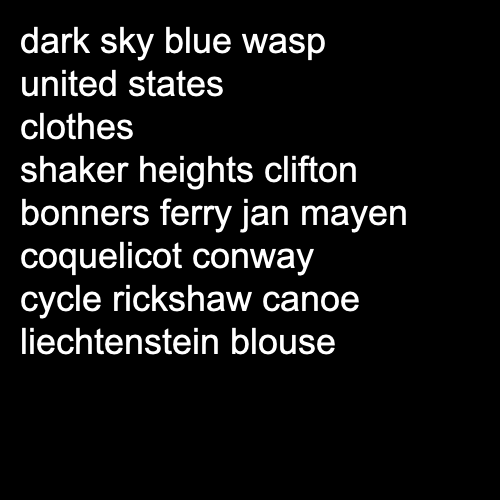 dark sky blue wasp
united states
clothes
shaker heights clifton
bonners ferry jan mayen
coquelicot conway
cycle rickshaw canoe
liechtenstein blouse